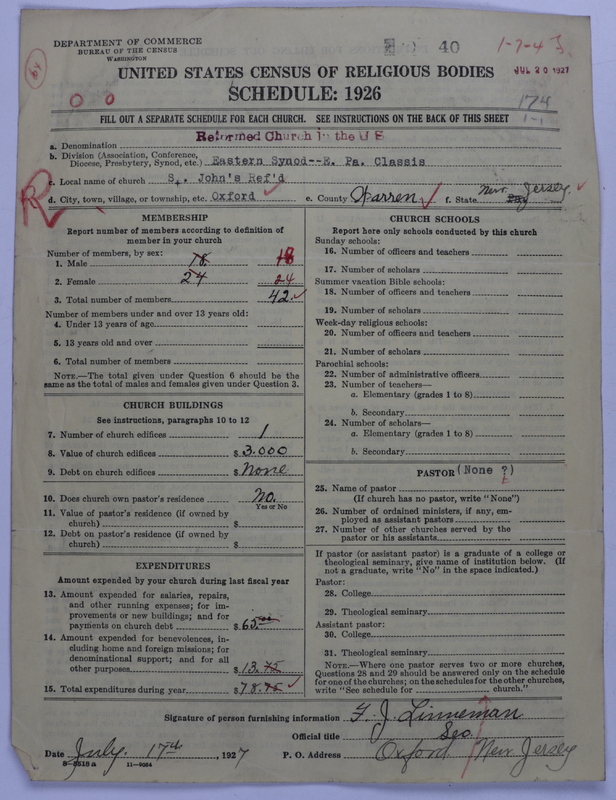 DEPARTMENT OF COMMERCE
BUREAU OF THE CENSUS
WASHINGTON
40
1-7-4
JUL 20 1927
64
UNITED STATES CENSUS OF RELIGIOUS BODIES
SCHEDULE: 1926
0 0
174
1-1
FILL OUT A SEPARATE SCHEDULE FOR EACH CHURCH. SEE INSTRUCTIONS ON THE BACK OF THIS SHEET
a. Denomination Reformed Church in the U S
b. Division (Association, Conference, Diocese, Presbytery, Synod, etc.) Eastern Synod--E. Pa. Classis
c. Local name of church St. John's Ref'd
d. City, town, village, or township, etc. Oxford e. County Warren f. State New Jersey
R
MEMBERSHIP
Report number of members according to definition of
member in your church
Number of members, by sex:
1. Male 18 18
2. Female 24 24
3. Total number of members 42
Number of members under and over 13 years old:
4. Under 13 years of age
5. 13 years old and over
6. Total number of members
NOTE.—The total given under Question 6 should be the
same as the total of males and females given under Question 3.
CHURCH BUILDINGS
See instructions, paragraphs 10 to 12
7. Number of church edifices 1
8. Value of church edifices $ 3.000
9. Debt on church edifices $ None
10. Does church own pastor's residence No.
Yes or No
11. Value of pastor's residence (if owned by
church) $
12. Debt on pastor's residence (if owned by
church) $
EXPENDITURES
Amount expended by your church during last fiscal year
13. Amount expended for salaries, repairs,
and other running expenses; for im-
provements or new buildings; and for
payments on church debt $ 65.00
14. Amount expended for benevolences, in-
cluding home and foreign missions; for
denominational support; and for all
other purposes $ 13.75
15. Total expenditures during year $ 78.75
CHURCH SCHOOLS
Report here only schools conducted by this church
Sunday schools:
16. Number of officers and teachers
17. Number of scholars
Summer vacation Bible schools:
18. Number of officers and teachers
19. Number of scholars
Week-day religious schools:
20. Number of officers and teachers
21. Number of scholars
Parochial schools:
22. Number of administrative officers
23. Number of teachers—
a. Elementary (grades 1 to 8)
b. Secondary
24. Number of scholars—
a. Elementary (grades 1 to 8)
b. Secondary
PASTOR (None ?)
25. Name of pastor
(If church has no pastor, write "None")
26. Number of ordained ministers, if any, em-
ployed as assistant pastors
27. Number of other churches served by the
pastor or his assistants
If pastor (or assistant pastor) is a graduate of a college or
theological seminary, give name of institution below. (If
not a graduate, write "No" in the space indicated.)
Pastor:
28. College
29. Theological seminary
Assistant pastor:
30. College
31. Theological seminary
NOTE.—Where one pastor serves two or more churches,
Questions 28 and 29 should be answered only on the schedule
for one of the churches; on the schedules for the other churches,
write "See schedule for church."
Signature of person furnishing information F. J. Linneman
Official title Sec.
Date July. 17th, 1927 P. O. Address Oxford New Jersey
8-8518 a 11-9264